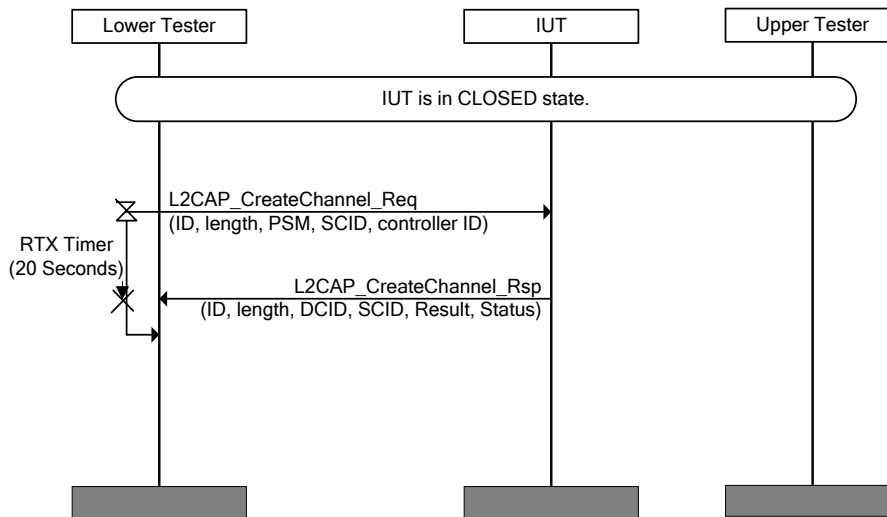 Lower Tester
IUT
Upper Tester
IUT is in CLOSED state.
L2CAP_CreateChannel_Req
(ID, length, PSM, SCID, controller ID)
RTX Timer
(20 Seconds)
L2CAP_CreateChannel_Rsp
(ID, length, DCID, SCID, Result, Status)